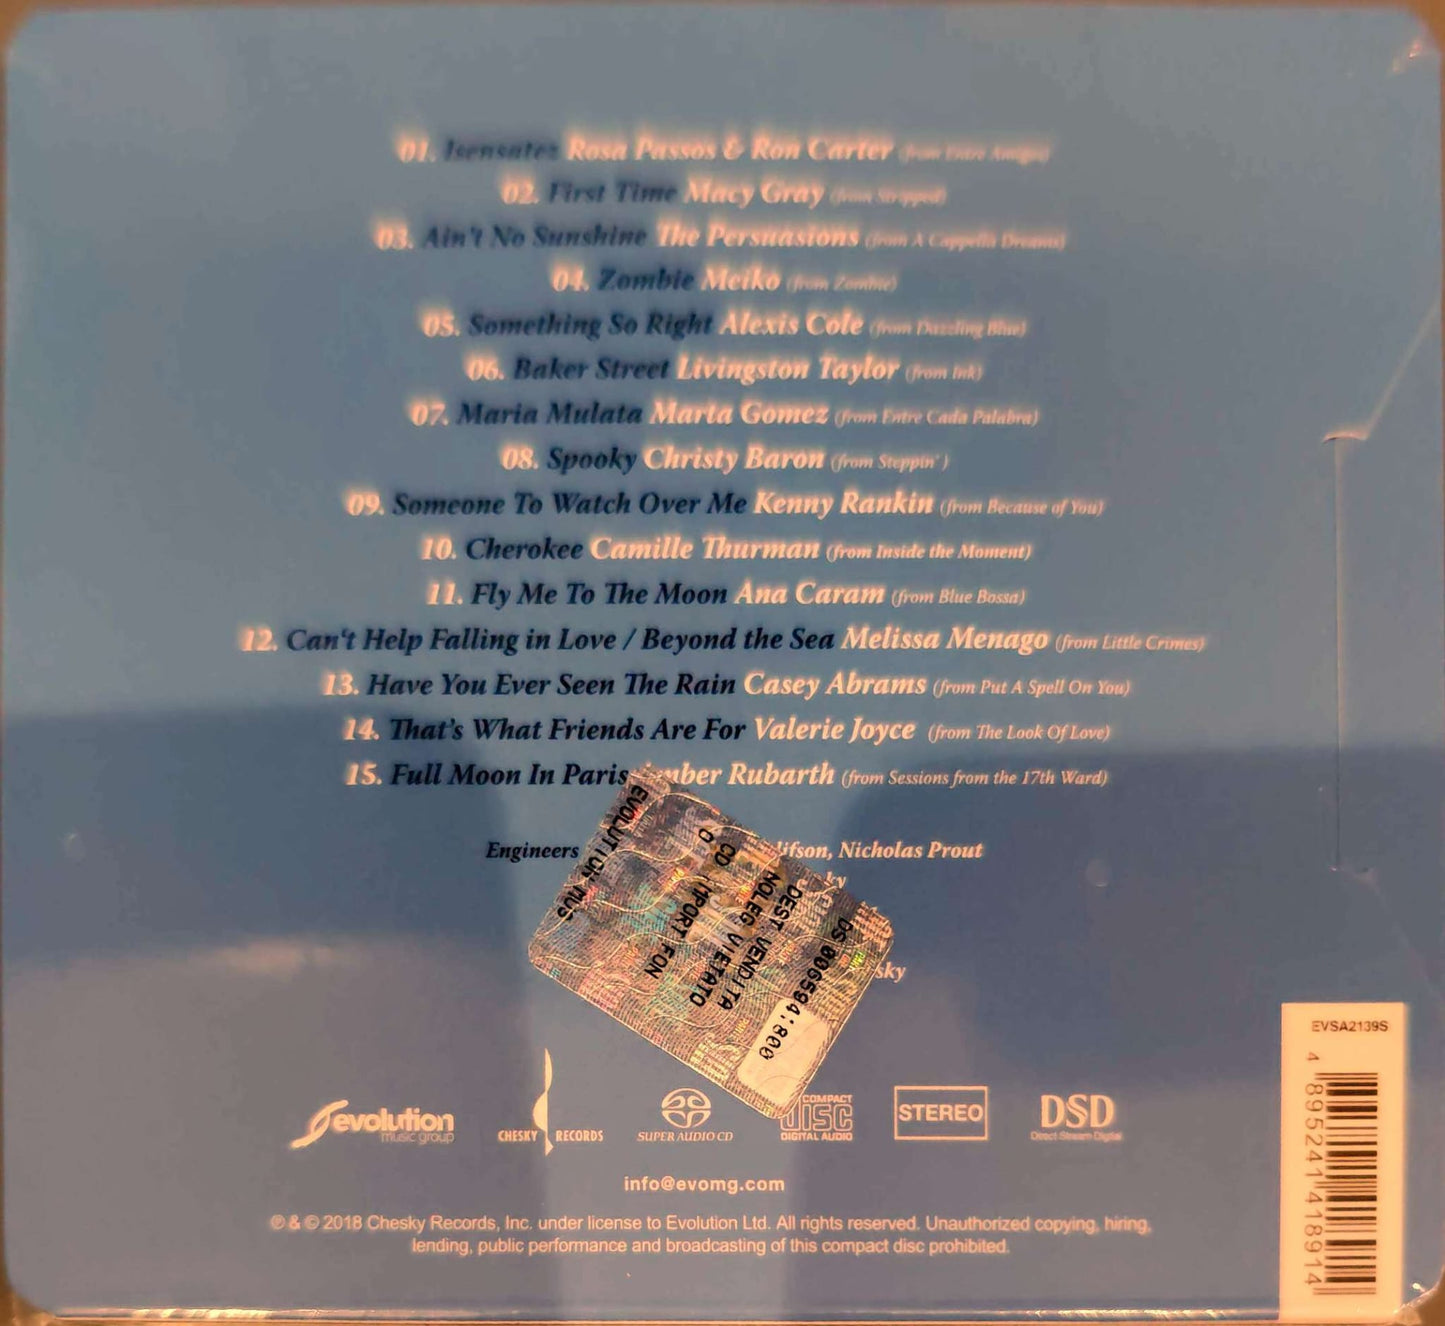 01. Isensatez Rosa Passos & Ron Carter (from Entre Amigos)
02. First Time Macy Gray (from Stripped)
03. Ain't No Sunshine The Persuasions (from A Cappella Dreams)
04. Zombie Meiko (from Zombie)
05. Something So Right Alexis Cole (from Dazzling Blue)
06. Baker Street Livingston Taylor (from Ink)
07. Maria Mulata Marta Gomez (from Entre Cada Palabra)
08. Spooky Christy Baron (from Steppin' )
09. Someone To Watch Over Me Kenny Rankin (from Because of You)
10. Cherokee Camille Thurman (from Inside the Moment)
11. Fly Me To The Moon Ana Caram (from Blue Bossa)
12. Can't Help Falling in Love / Beyond the Sea Melissa Menago (from Little Crimes)
13. Have You Ever Seen The Rain Casey Abrams (from Put A Spell On You)
14. That's What Friends Are For Valerie Joyce (from The Look Of Love)
15. Full Moon In Paris Amber Rubarth (from Sessions from the 17th Ward)
Engineers lifson, Nicholas Prout
ky
sky
EVOLUTION MUS
O
CD IMPORT FON
NOLEG VIETATO
DEST VENDITA
DS 006594:800
evolution
music group
CHESKY RECORDS
SUPER AUDIO CD
COMPACT
disc
DIGITAL AUDIO
STEREO
DSD
Direct Stream Digital
info@evomg.com
℗ & © 2018 Chesky Records, Inc. under license to Evolution Ltd. All rights reserved. Unauthorized copying, hiring,
lending, public performance and broadcasting of this compact disc prohibited.
EVSA2139S
4 895241 418914